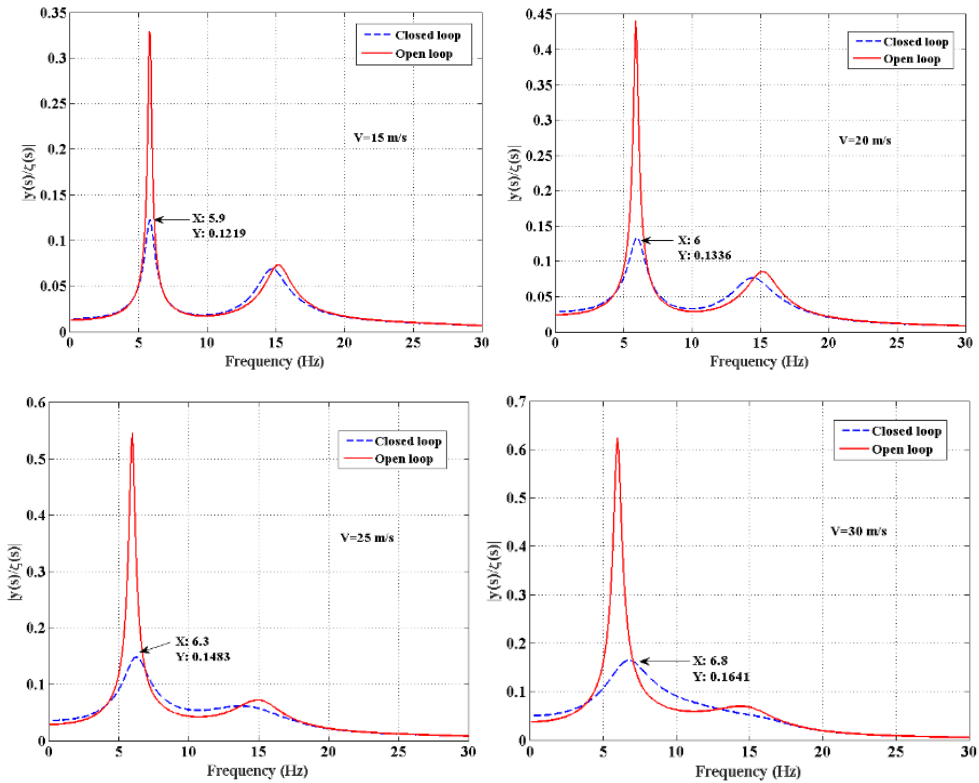 0.35
0.3
0.25
0.2
0.15
0.1
0.05
0
|y(s)/ζ(s)|
Closed loop
Open loop
V=15 m/s
X: 5.9
Y: 0.1219
0 5 10 15 20 25 30
Frequency (Hz)
0.45
0.4
0.35
0.3
0.25
0.2
0.15
0.1
0.05
0
|y(s)/ζ(s)|
Closed loop
Open loop
V=20 m/s
X: 6
Y: 0.1336
0 5 10 15 20 25 30
Frequency (Hz)
0.6
0.5
0.4
0.3
0.2
0.1
0
|y(s)/ζ(s)|
Closed loop
Open loop
V=25 m/s
X: 6.3
Y: 0.1483
0 5 10 15 20 25 30
Frequency (Hz)
0.7
0.6
0.5
0.4
0.3
0.2
0.1
0
|y(s)/ζ(s)|
Closed loop
Open loop
V=30 m/s
X: 6.8
Y: 0.1641
0 5 10 15 20 25 30
Frequency (Hz)